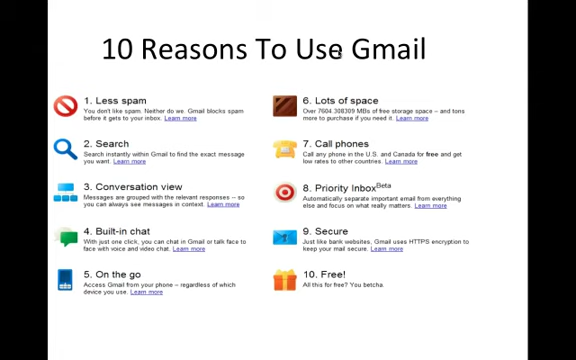 10 Reasons To Use Gmail
1. Less spam
You don't like spam. Neither do we. Gmail blocks spam
before it gets to your inbox. Learn more
2. Search
Search instantly within Gmail to find the exact message
you want. Learn more
3. Conversation view
Messages are grouped with the relevant responses – so
you can always see messages in context. Learn more
4. Built-in chat
With just one click, you can chat in Gmail or talk face to
face with voice and video chat. Learn more
5. On the go
Access Gmail from your phone – regardless of which
device you use. Learn more
6. Lots of space
Over 7604.308309 MBs of free storage space – and tons
more to purchase if you need it. Learn more
7. Call phones
Call any phone in the U.S. and Canada for free and get
low rates to other countries. Learn more
8. Priority Inbox Beta
Automatically separate important email from everything
else and focus on what really matters. Learn more
9. Secure
Just like bank websites, Gmail uses HTTPS encryption to
keep your mail secure. Learn more
10. Free!
All this for free? You betcha.